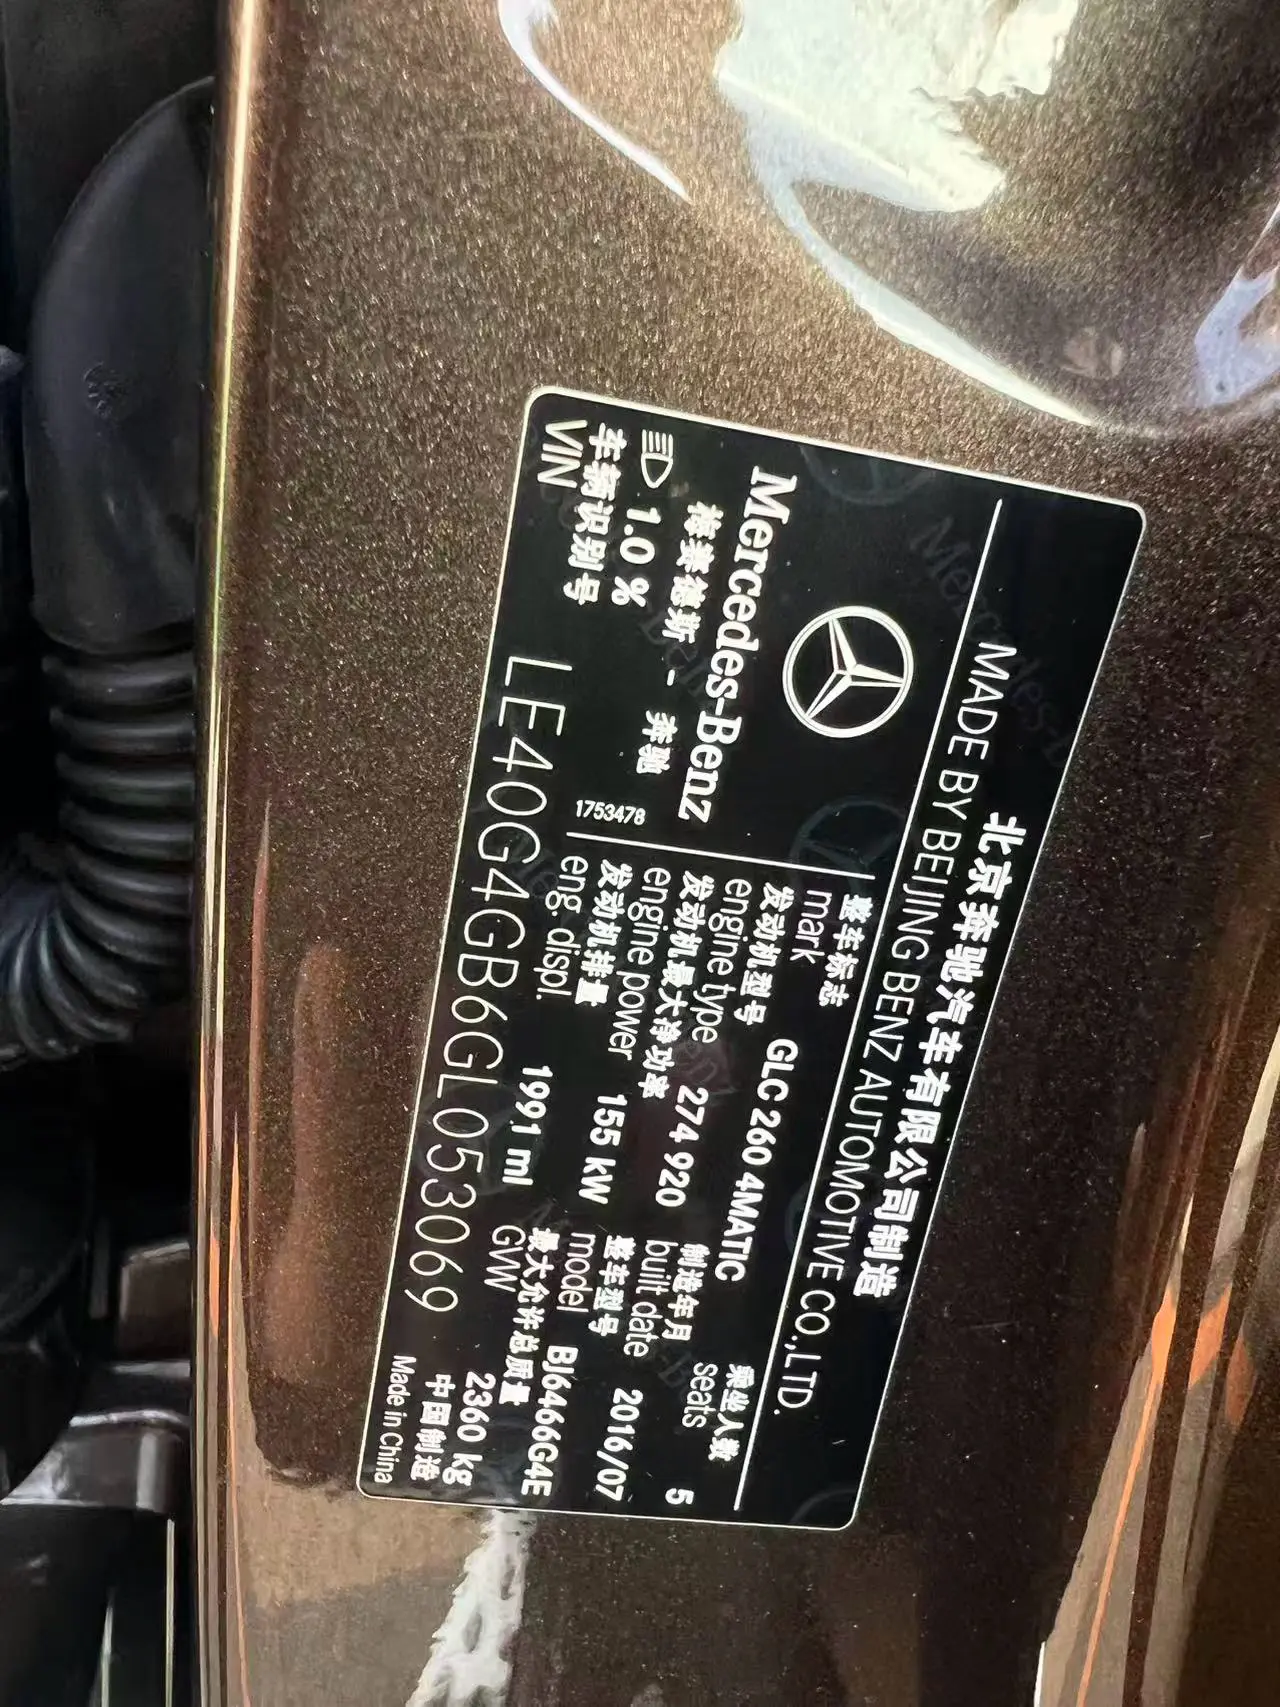 北京奔驰汽车有限公司制造
MADE BY BEIJING BENZ AUTOMOTIVE CO.,LTD.
Mercedes-Benz
梅赛德斯 - 奔驰
1.0 %
1753478
整车标志
mark GLC 260 4MATIC
乘坐人数
seats 5
发动机型号
engine type 274 920
制造年月
built date 2016/07
发动机最大净功率
engine power 155 kW
整车型号
model BJ6466G4E
发动机排量
eng. displ. 1991 ml
最大允许总质量
GVW 2360 kg
车辆识别号
VIN LE40G4GB6GL053069
中国制造
Made in China